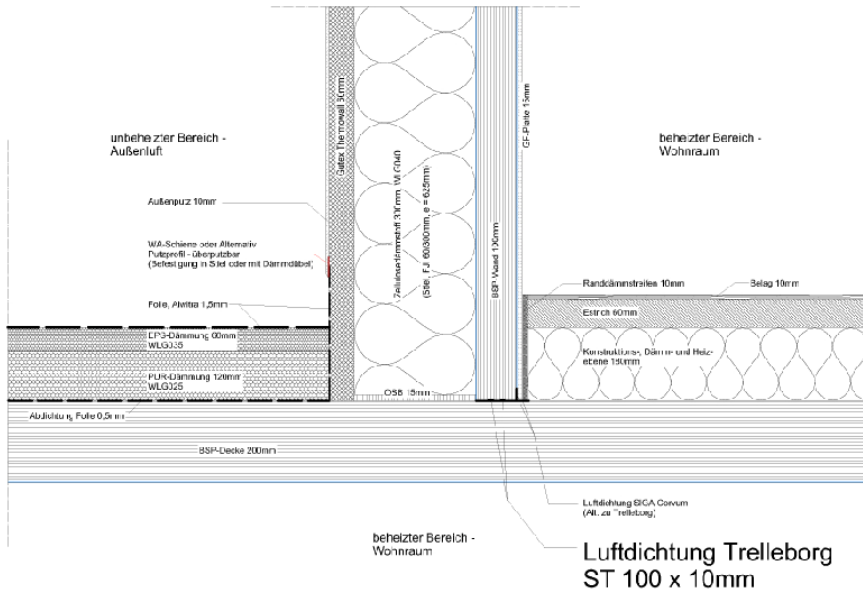 unbeheizter Bereich -
Außenluft
beheizter Bereich -
Wohnraum
Gutex Thermowall 60mm
Zellulosedämmstoff 300mm, WLG040
(Stiel, FJI 60/300mm, e = 625mm)
BSP-Wand 100mm
GF-Platte 15mm
Außenputz 10mm
WA-Schiene oder Alternativ
Putzprofil - überputzbar
(Befestigung in Stiel oder mit Dämmdübel)
Folie, Alwitra 1,5mm
EPS-Dämmung 60mm
WLG035
PUR-Dämmung 120mm
WLG025
Abdichtung Folie 0,5mm
BSP-Decke 200mm
OSB 15mm
Randdämmstreifen 10mm
Belag 10mm
Estrich 60mm
Konstruktions-, Dämm- und Heiz-
ebene 180mm
Luftdichtung SIGA Corvum
(Alt. zu Trelleborg)
beheizter Bereich -
Wohnraum
Luftdichtung Trelleborg
ST 100 x 10mm